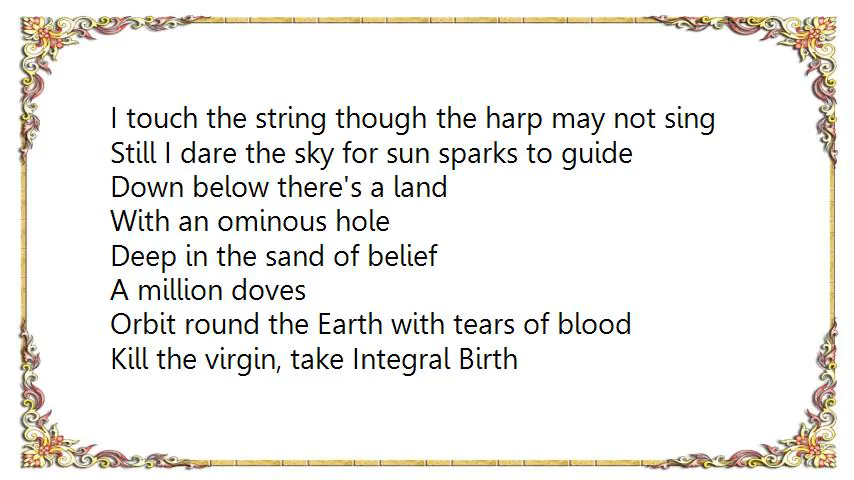 I touch the string though the harp may not sing
Still I dare the sky for sun sparks to guide
Down below there's a land
With an ominous hole
Deep in the sand of belief
A million doves
Orbit round the Earth with tears of blood
Kill the virgin, take Integral Birth